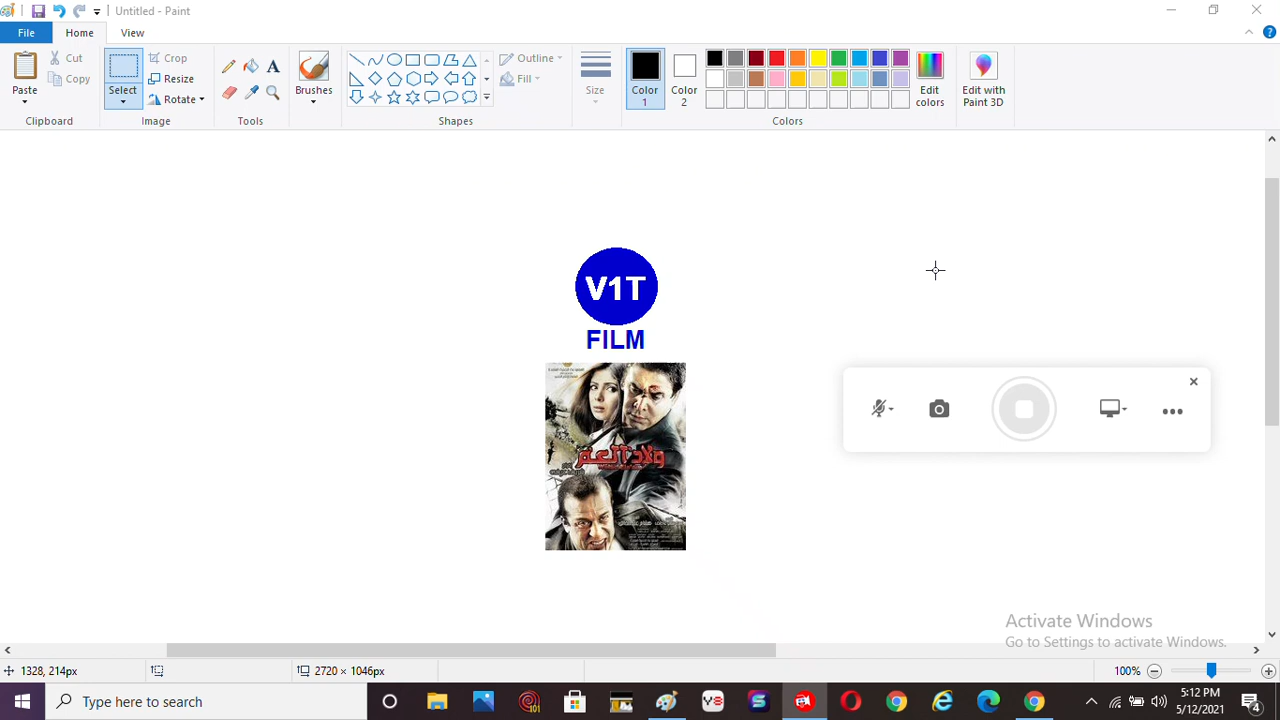 Untitled - Paint
File
Home
View
Paste
Cut
Copy
Clipboard
Select
Crop
Resize
Rotate
Image
A
Tools
Brushes
Outline
Fill
Shapes
Size
Color 1
Color 2
Edit colors
Colors
Edit with Paint 3D
V1T
FILM
ولاد العم
Activate Windows
Go to Settings to activate Windows.
1328, 214px
2720 × 1046px
100%
Type here to search
101
5:12 PM
5/12/2021
4